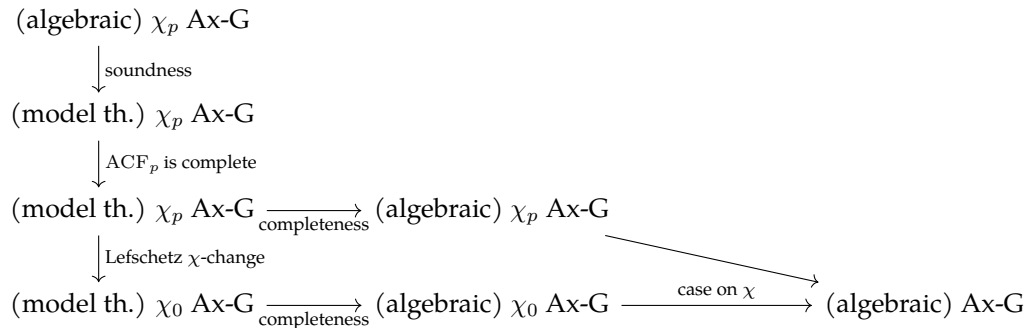 (algebraic) χ_p Ax-G
soundness
(model th.) χ_p Ax-G
ACF_p is complete
(model th.) χ_p Ax-G completeness (algebraic) χ_p Ax-G
Lefschetz χ-change
(model th.) χ_0 Ax-G completeness (algebraic) χ_0 Ax-G case on χ (algebraic) Ax-G